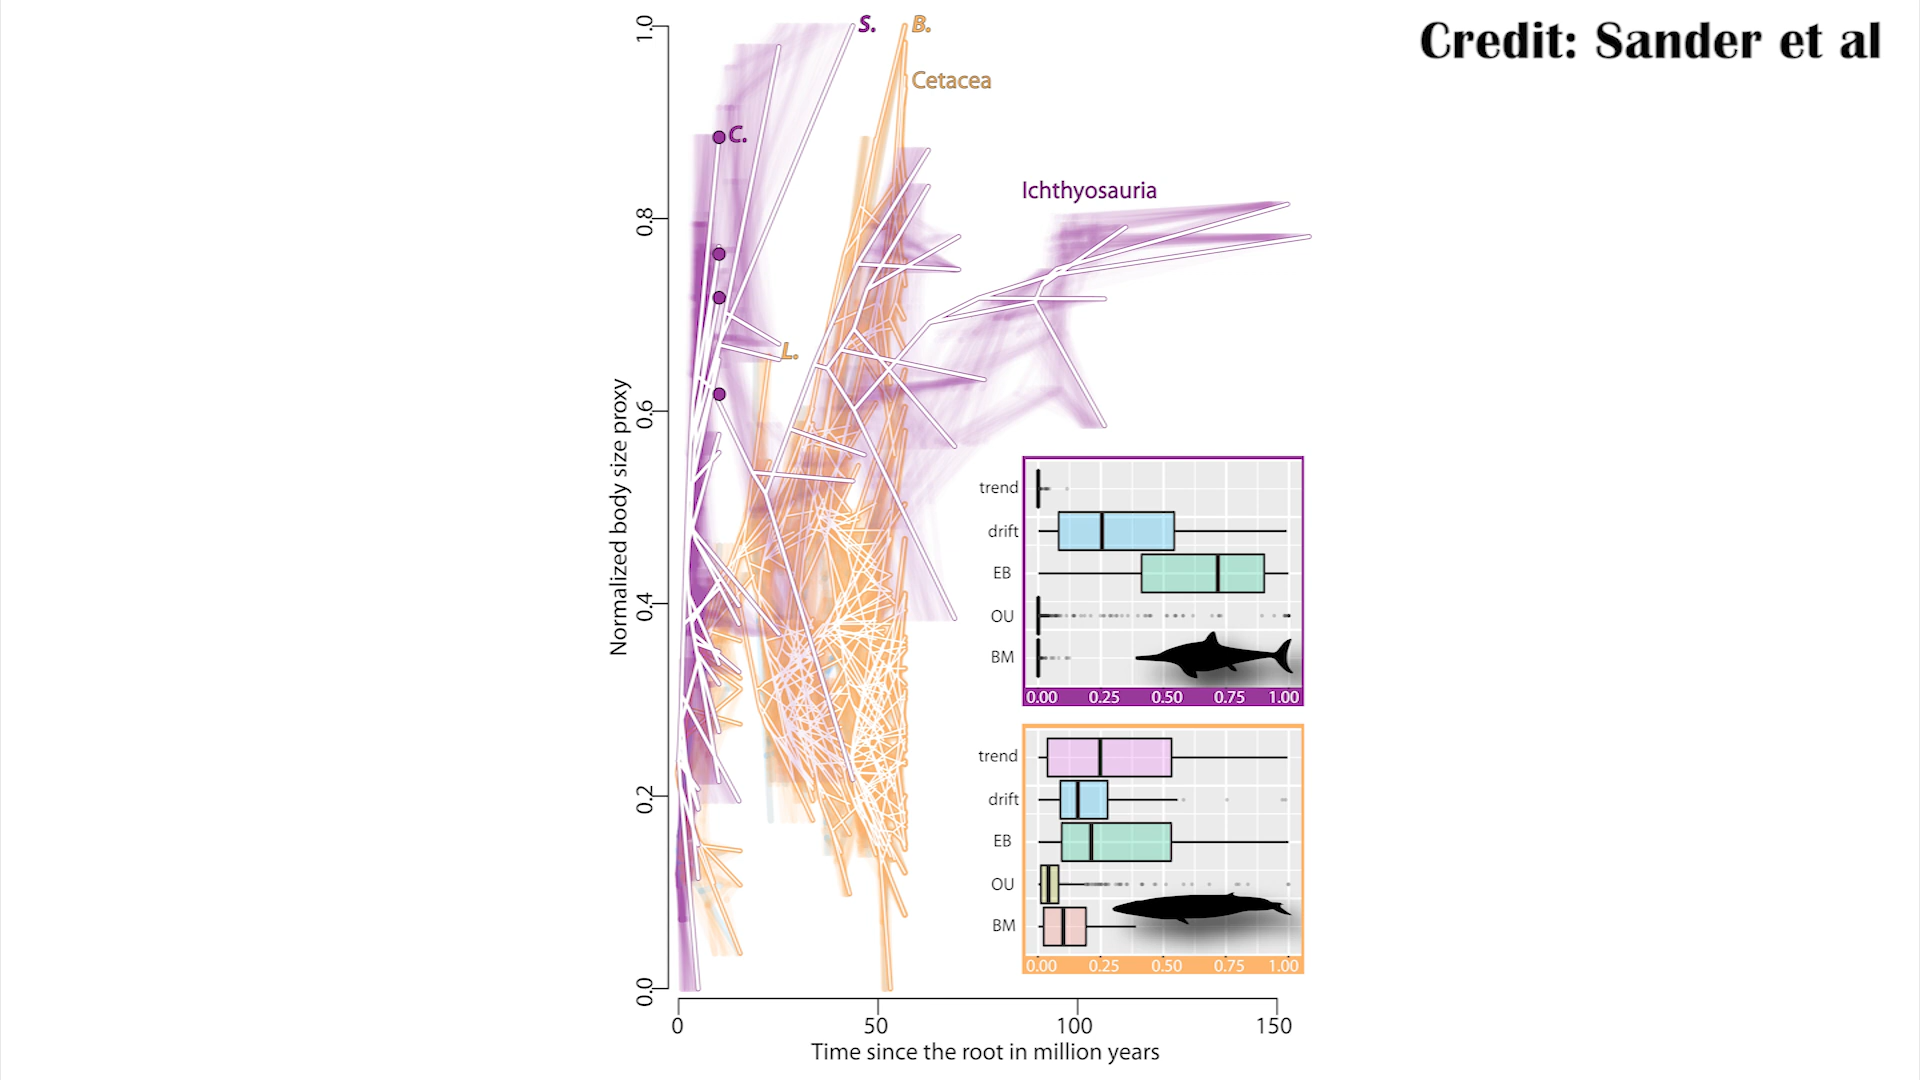 Credit: Sander et al
S.
B.
Cetacea
C.
Ichthyosauria
L.
Normalized body size proxy
1.0
0.8
0.6
0.4
0.2
0.0
0
50
100
150
Time since the root in million years
trend
drift
EB
OU
BM
0.00 0.25 0.50 0.75 1.00
trend
drift
EB
OU
BM
0.00 0.25 0.50 0.75 1.00